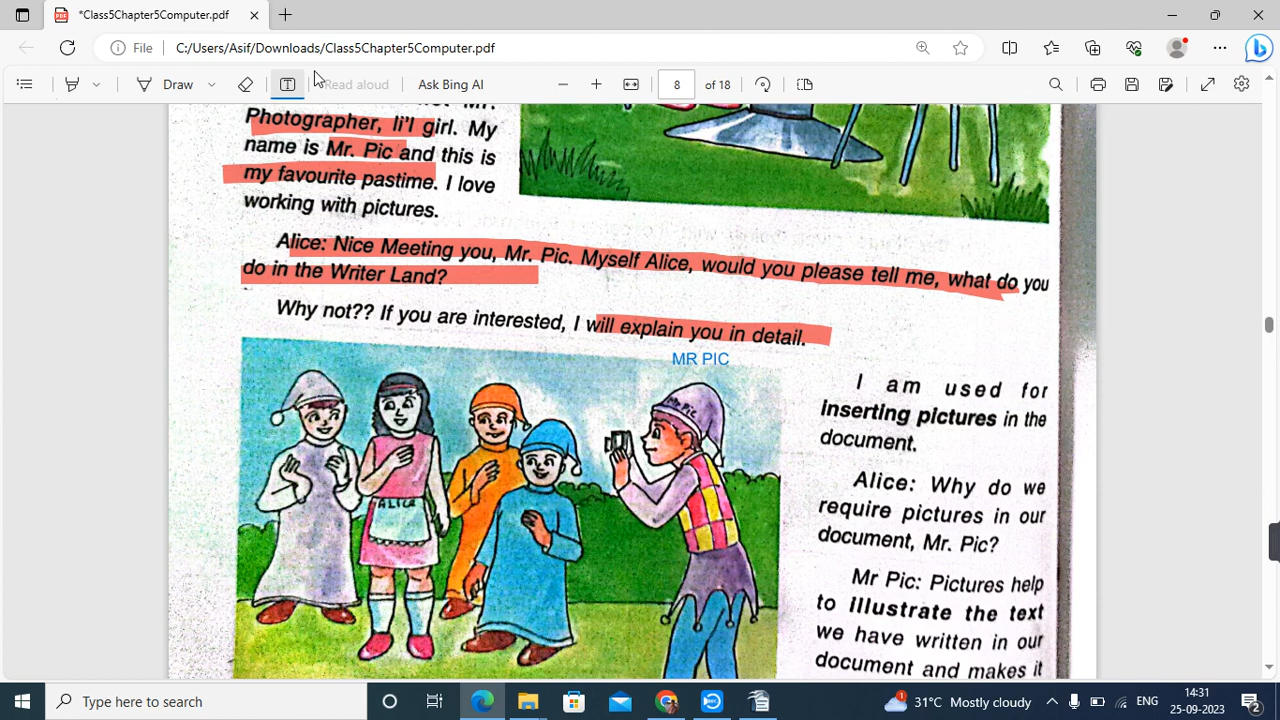 *Class5Chapter5Computer.pdf
File C:/Users/Asif/Downloads/Class5Chapter5Computer.pdf
Draw Read aloud Ask Bing AI 8 of 18
Photographer, li'l girl. My
name is Mr. Pic and this is
my favourite pastime. I love
working with pictures.
Alice: Nice Meeting you, Mr. Pic. Myself Alice, would you please tell me, what do you
do in the Writer Land?
Why not?? If you are interested, I will explain you in detail.
MR PIC
Mr PIC
ALICE
I am used for
inserting pictures in the
document.
Alice: Why do we
require pictures in our
document, Mr. Pic?
Mr Pic: Pictures help
to illustrate the text
we have written in our
document and makes it
Type here to search
1 31°C Mostly cloudy ENG 14:31
25-09-2023 2